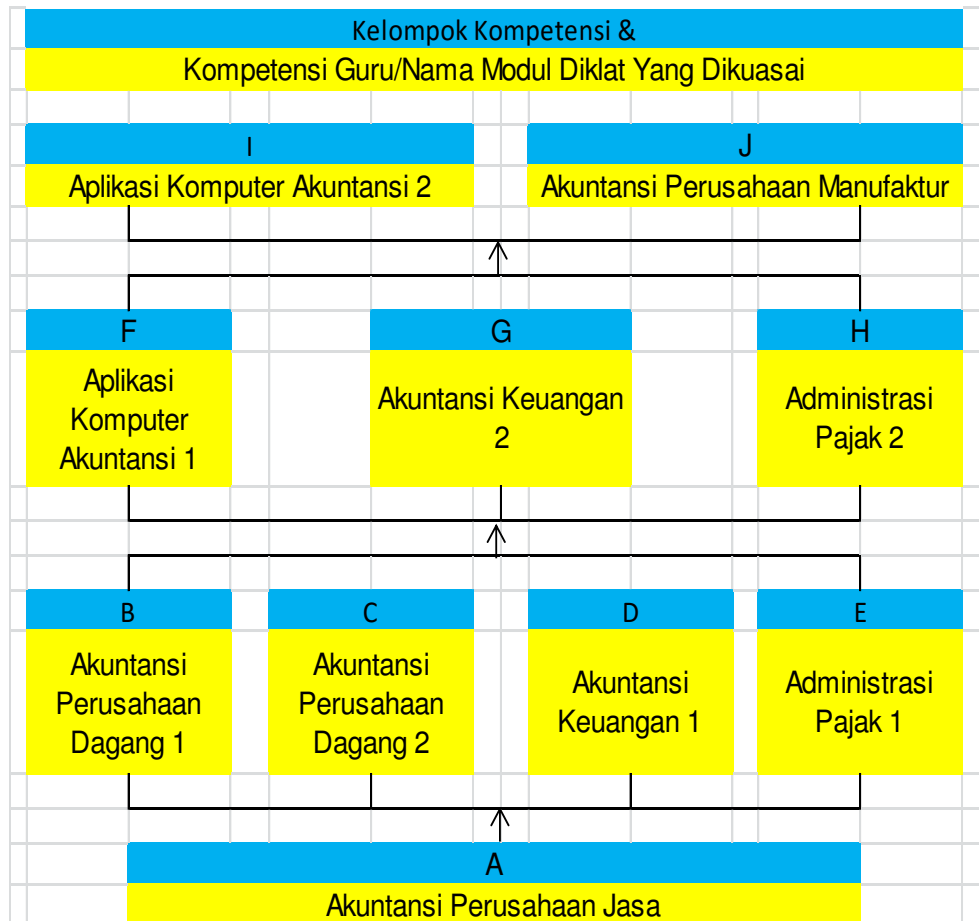 Kelompok Kompetensi &
Kompetensi Guru/Nama Modul Diklat Yang Dikuasai
I
Aplikasi Komputer Akuntansi 2
J
Akuntansi Perusahaan Manufaktur
F
Aplikasi
Komputer
Akuntansi 1
G
Akuntansi Keuangan
2
H
Administrasi
Pajak 2
B
Akuntansi
Perusahaan
Dagang 1
C
Akuntansi
Perusahaan
Dagang 2
D
Akuntansi
Keuangan 1
E
Administrasi
Pajak 1
A
Akuntansi Perusahaan Jasa